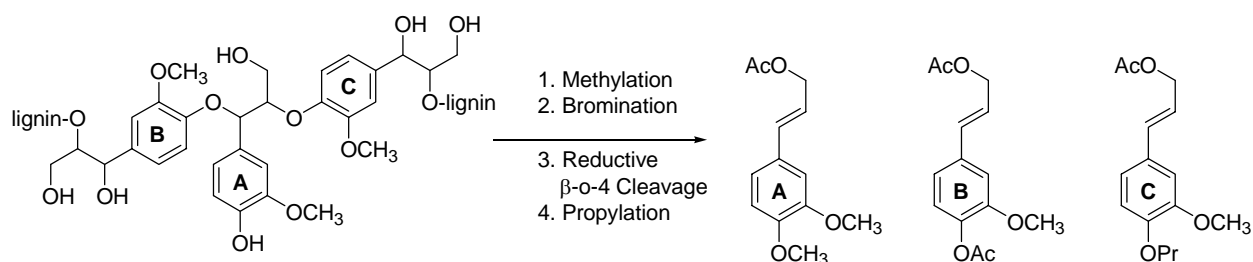 OH
OH
HO
OCH3
C
O-lignin
O
O
OCH3
lignin-O
B
OH
OH
A
OCH3
OH
1. Methylation
2. Bromination
3. Reductive
β-o-4 Cleavage
4. Propylation
AcO
A
OCH3
OCH3
AcO
B
OCH3
OAc
AcO
C
OCH3
OPr